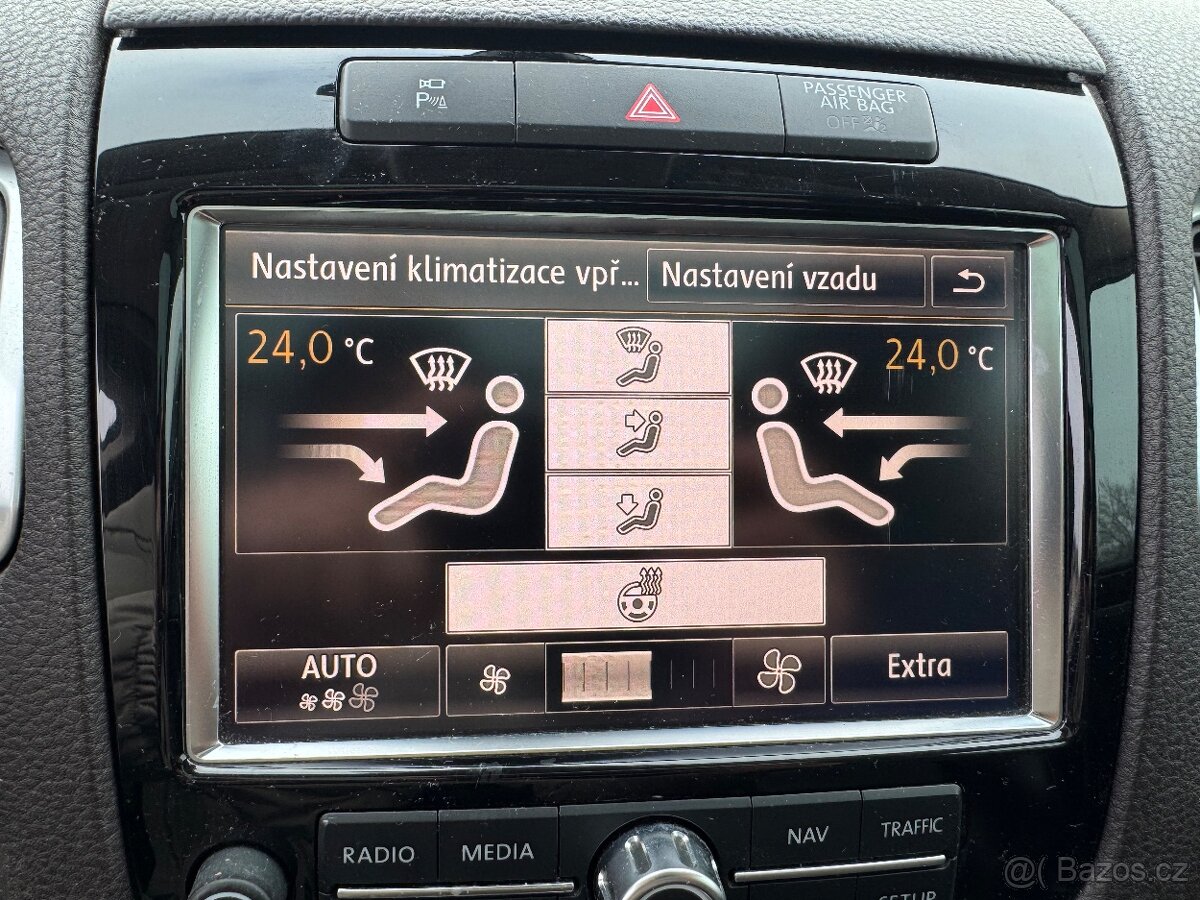 P
PASSENGER
AIR BAG
OFF
Nastavení klimatizace vpř... Nastavení vzadu
24,0 °C
24,0 °C
AUTO
Extra
RADIO
MEDIA
NAV
TRAFFIC
SETUP
@( Bazos.cz